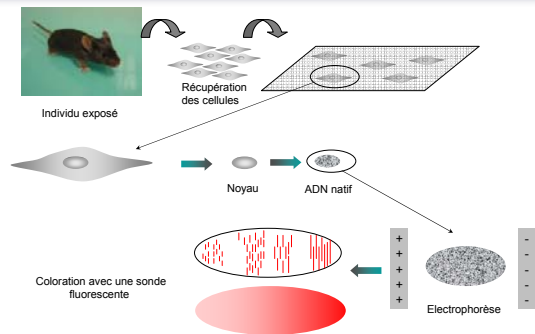 Individu exposé
Récupération
des cellules
Noyau
ADN natif
+
+
+
+
+
-
-
-
-
-
Coloration avec une sonde
fluorescente
Electrophorèse